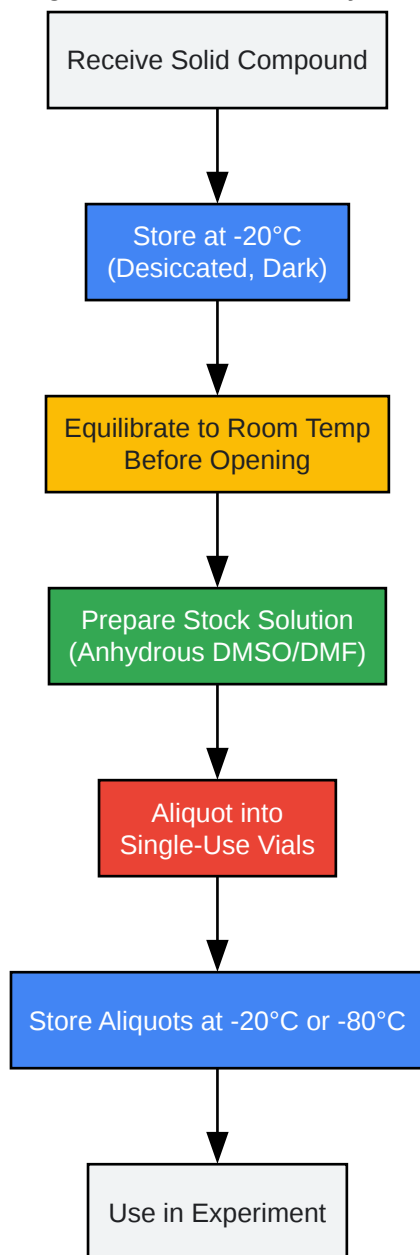 Receive Solid Compound
Store at -20°C
(Desiccated, Dark)
Equilibrate to Room Temp
Before Opening
Prepare Stock Solution
(Anhydrous DMSO/DMF)
Aliquot into
Single-Use Vials
Store Aliquots at -20°C or -80°C
Use in Experiment